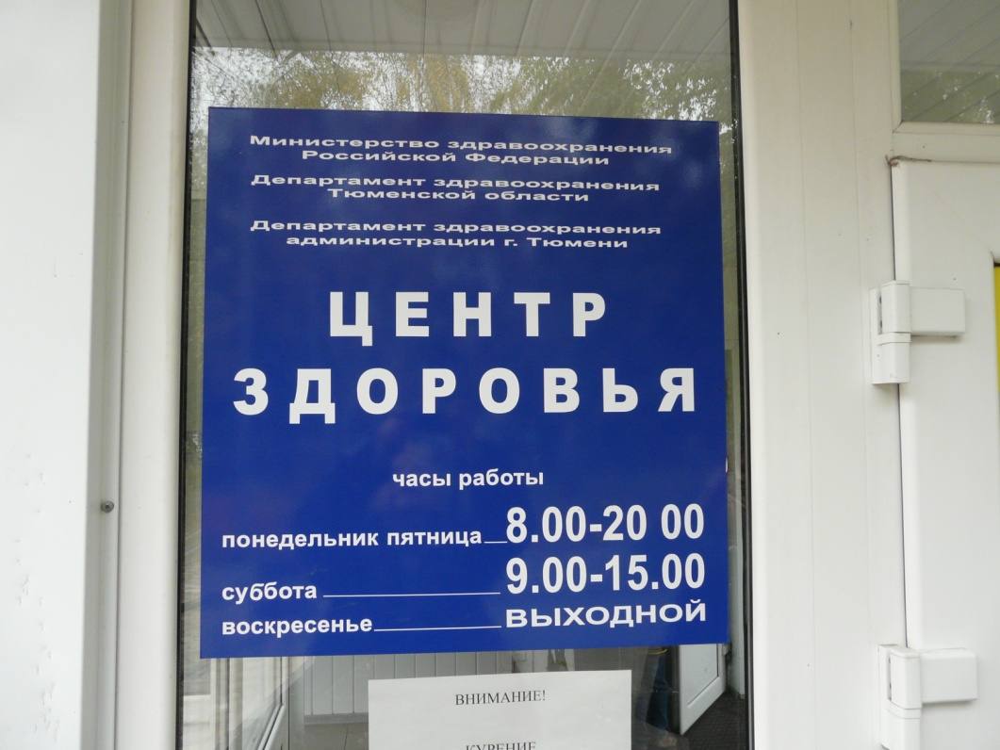 Министерство здравоохранения
Российской Федерации
Департамент здравоохранения
Тюменской области
Департамент здравоохранения
администрации г. Тюмени
ЦЕНТР
ЗДОРОВЬЯ
часы работы
понедельник пятница 8.00-20 00
суббота 9.00-15.00
воскресенье ВЫХОДНОЙ
ВНИМАНИЕ!
КУРЕНИЕ